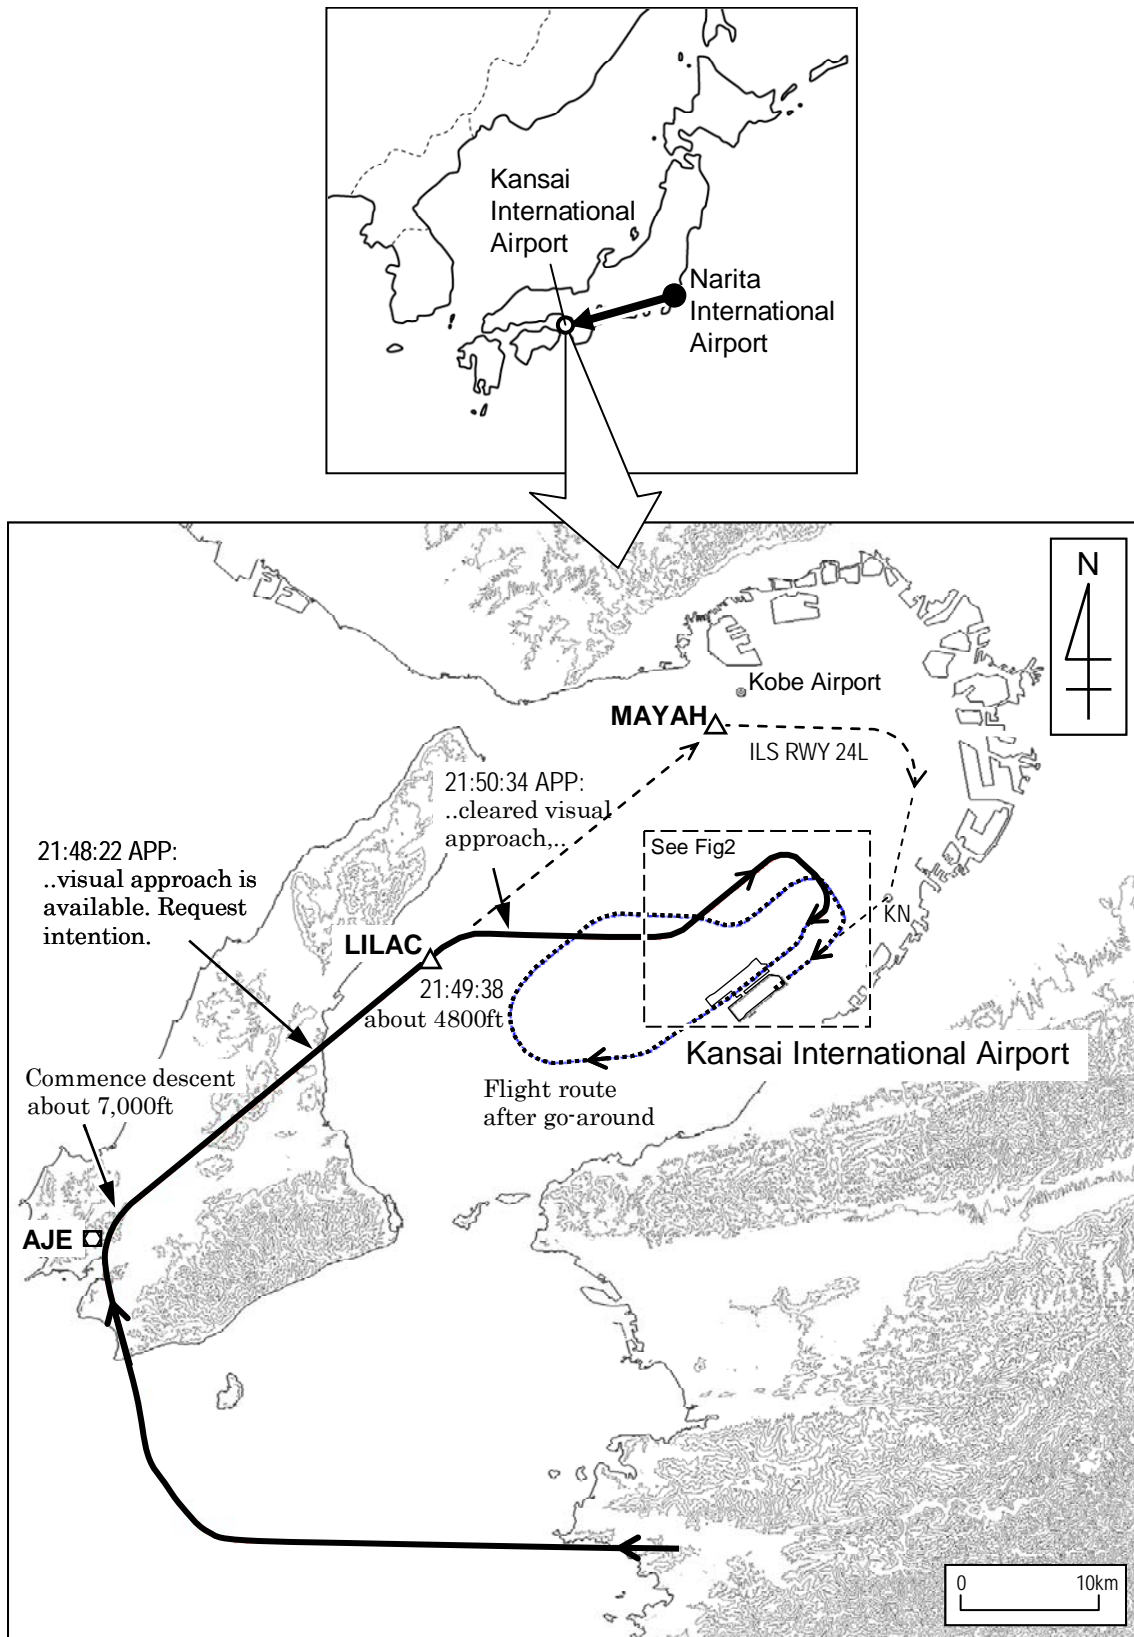 Kansai
International
Airport
Narita
International
Airport
N
Kobe Airport
MAYAH
ILS RWY 24L
21:50:34 APP:
..cleared visual
approach,..
21:48:22 APP:
..visual approach is
available. Request
intention.
See Fig2
KN
LILAC
21:49:38
about 4800ft
Kansai International Airport
Commence descent
about 7,000ft
Flight route
after go-around
AJE
0 10km